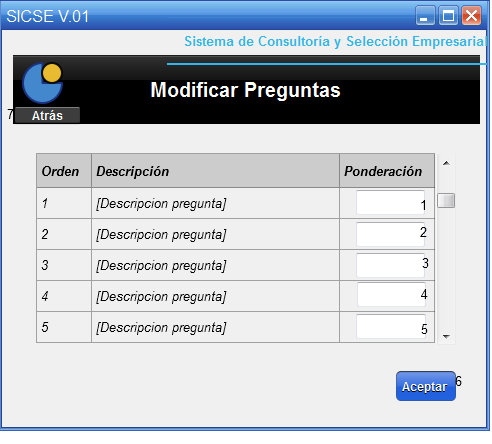 SICSE V.01
Sistema de Consultoría y Selección Empresarial
Modificar Preguntas
7 Atrás
Orden Descripción Ponderación
1 [Descripcion pregunta] 1
2 [Descripcion pregunta] 2
3 [Descripcion pregunta] 3
4 [Descripcion pregunta] 4
5 [Descripcion pregunta] 5
Aceptar 6